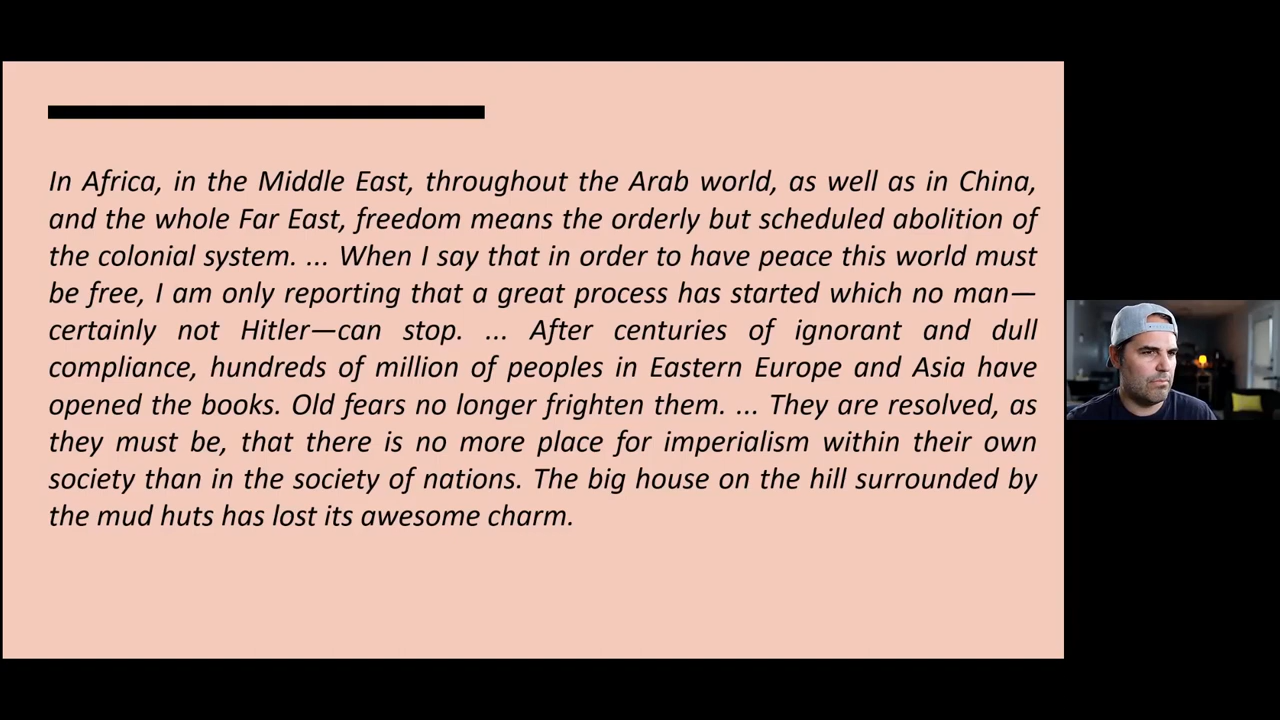 In Africa, in the Middle East, throughout the Arab world, as well as in China,
and the whole Far East, freedom means the orderly but scheduled abolition of
the colonial system. ... When I say that in order to have peace this world must
be free, I am only reporting that a great process has started which no man—
certainly not Hitler—can stop. ... After centuries of ignorant and dull
compliance, hundreds of million of peoples in Eastern Europe and Asia have
opened the books. Old fears no longer frighten them. ... They are resolved, as
they must be, that there is no more place for imperialism within their own
society than in the society of nations. The big house on the hill surrounded by
the mud huts has lost its awesome charm.